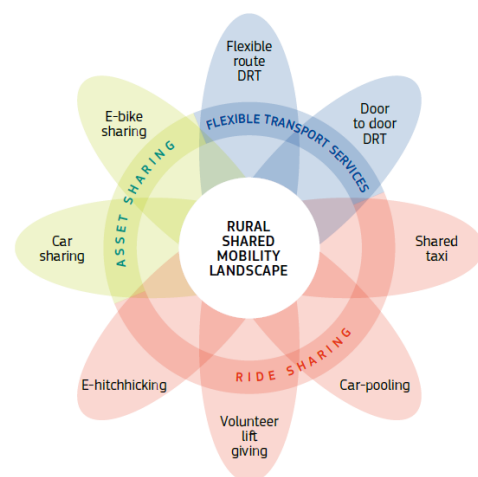 Flexible
route
DRT
Door
to door
DRT
E-bike
sharing
FLEXIBLE TRANSPORT SERVICES
ASSET SHARING
RURAL
SHARED
MOBILITY
LANDSCAPE
Car
sharing
Shared
taxi
RIDE SHARING
E-hitchhicking
Car-pooling
Volunteer
lift
giving